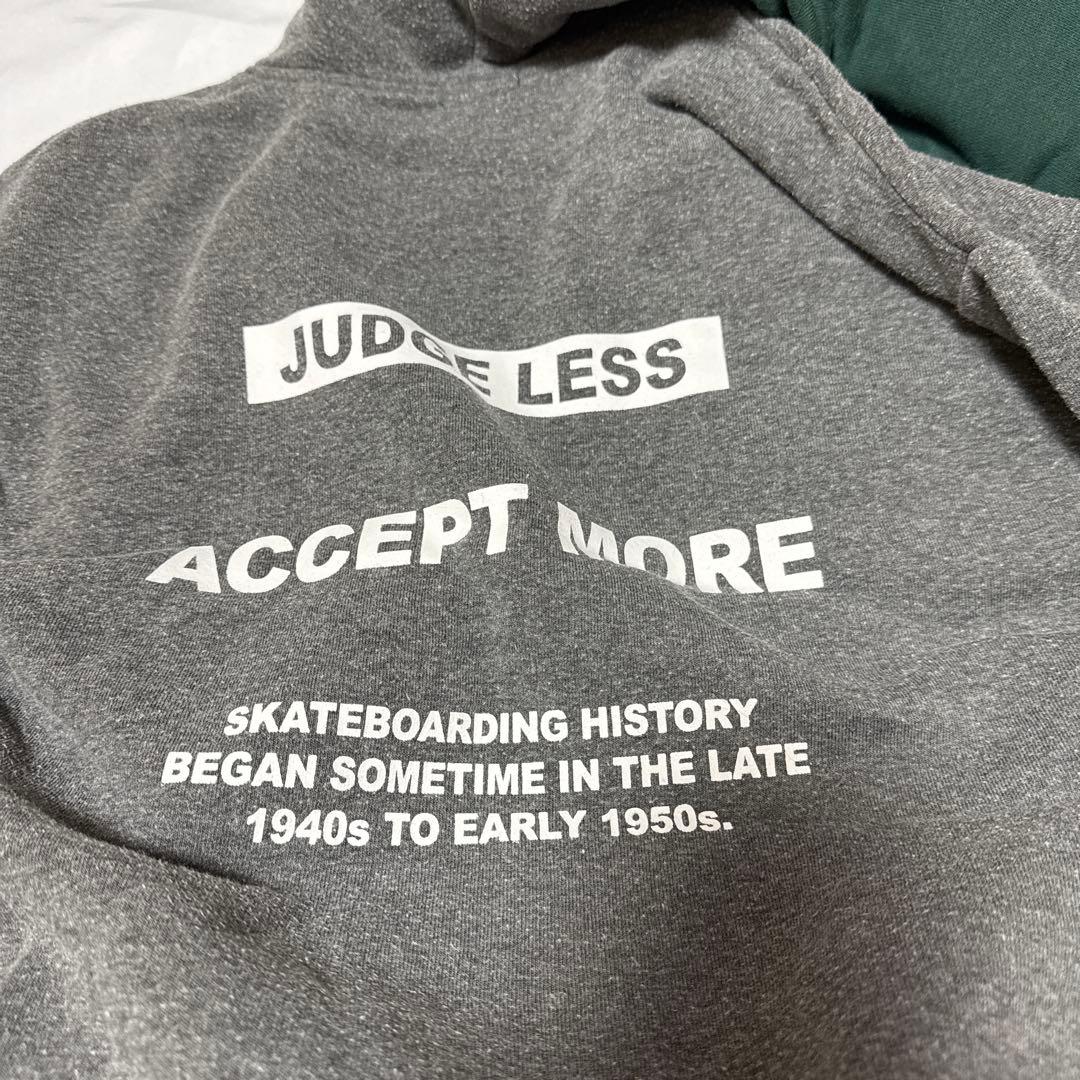 JUDGE LESS
ACCEPT MORE
SKATEBOARDING HISTORY
BEGAN SOMETIME IN THE LATE
1940s TO EARLY 1950s.